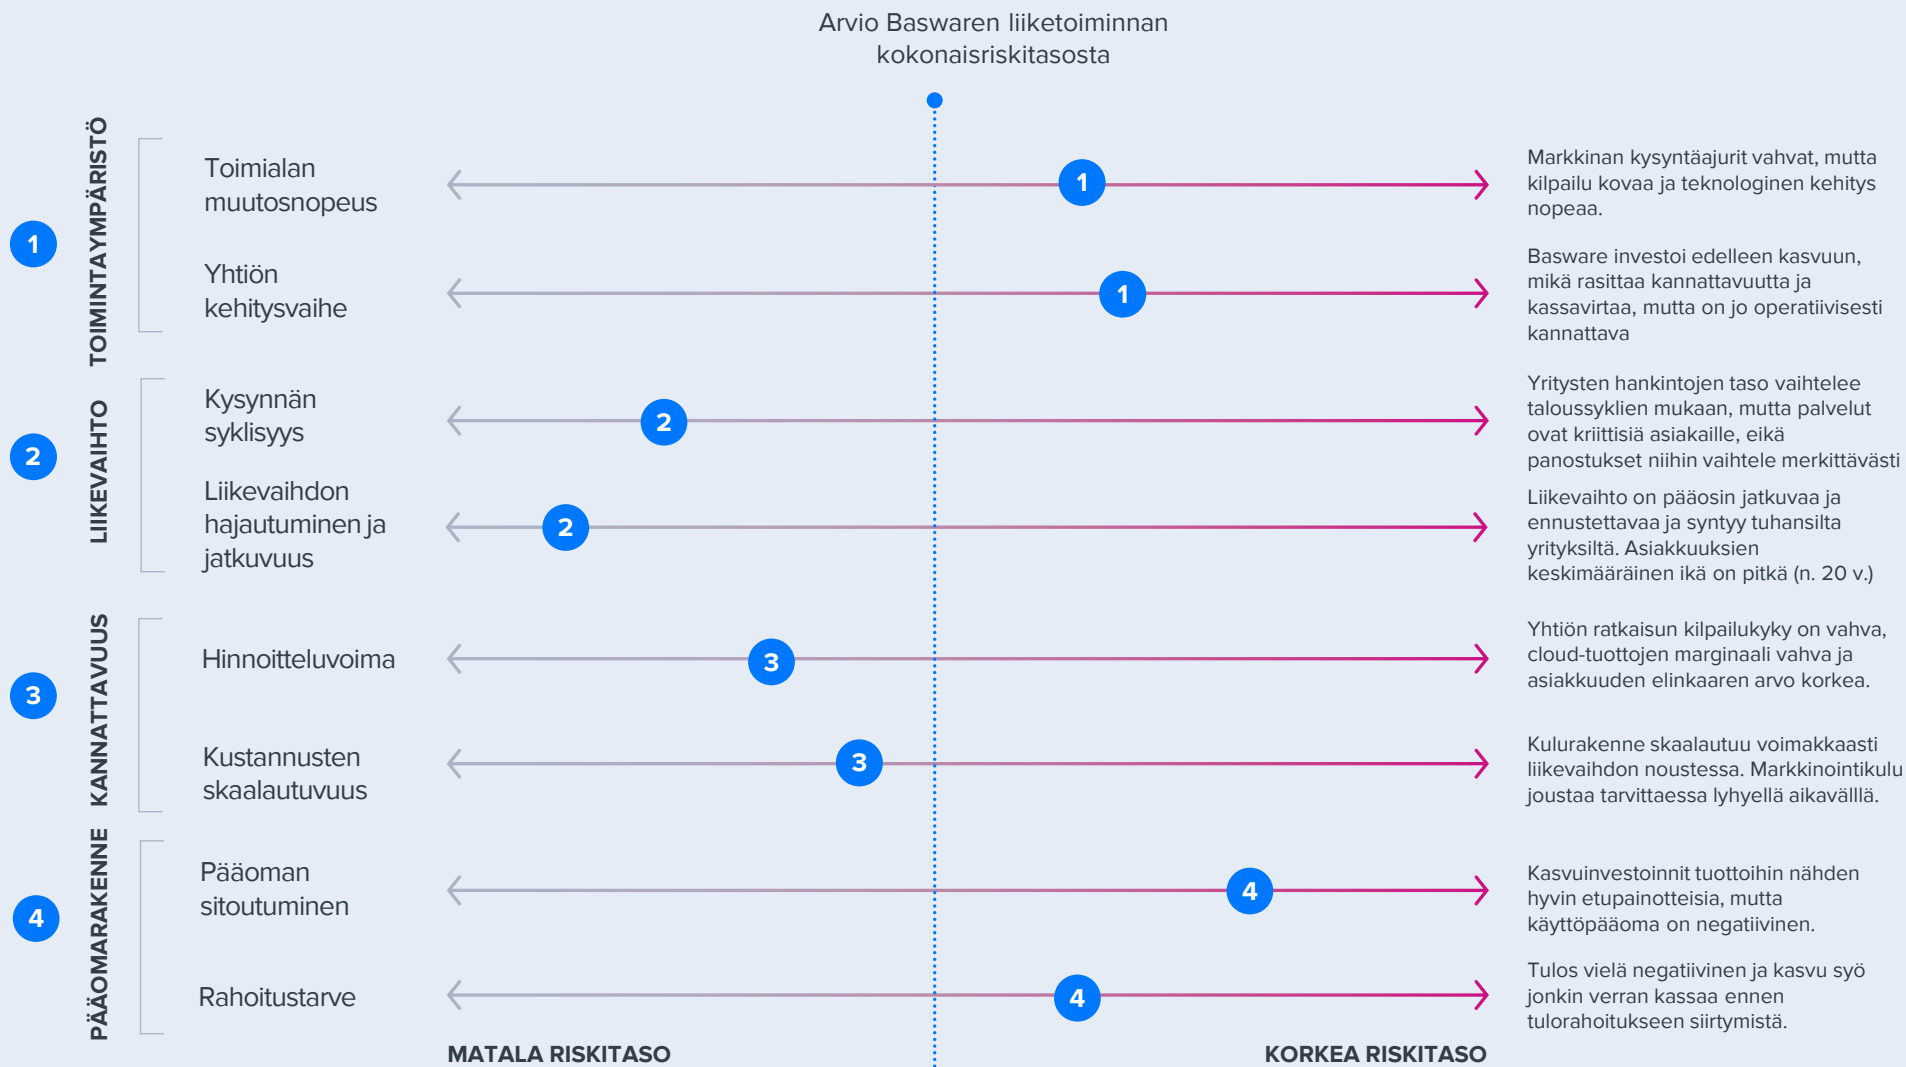 Arvio Baswaren liiketoiminnan
kokonaisriskitasosta
1
TOIMINTAYMPÄRISTÖ
Toimialan
muutosnopeus
1
Markkinan kysyntäajurit vahvat, mutta
kilpailu kovaa ja teknologinen kehitys
nopeaa.
Yhtiön
kehitysvaihe
1
Basware investoi edelleen kasvuun,
mikä rasittaa kannattavuutta ja
kassavirtaa, mutta on jo operatiivisesti
kannattava
2
LIIKEVAIHTO
Kysynnän
syklisyys
2
Yritysten hankintojen taso vaihtelee
taloussyklien mukaan, mutta palvelut
ovat kriittisiä asiakaille, eikä
panostukset niihin vaihtele merkittävästi
Liikevaihdon
hajautuminen ja
jatkuvuus
2
Liikevaihto on pääosin jatkuvaa ja
ennustettavaa ja syntyy tuhansilta
yrityksiltä. Asiakkuuksien
keskimääräinen ikä on pitkä (n. 20 v.)
3
KANNATTAVUUS
Hinnoitteluvoima
3
Yhtiön ratkaisun kilpailukyky on vahva,
cloud-tuottojen marginaali vahva ja
asiakkuuden elinkaaren arvo korkea.
Kustannusten
skaalautuvuus
3
Kulurakenne skaalautuu voimakkaasti
liikevaihdon noustessa. Markkinointikulu
joustaa tarvittaessa lyhyellä aikavälllä.
4
PÄÄOMARAKENNE
Pääoman
sitoutuminen
4
Kasvuinvestoinnit tuottoihin nähden
hyvin etupainotteisia, mutta
käyttöpääoma on negatiivinen.
Rahoitustarve
4
Tulos vielä negatiivinen ja kasvu syö
jonkin verran kassaa ennen
tulorahoitukseen siirtymistä.
MATALA RISKITASO
KORKEA RISKITASO